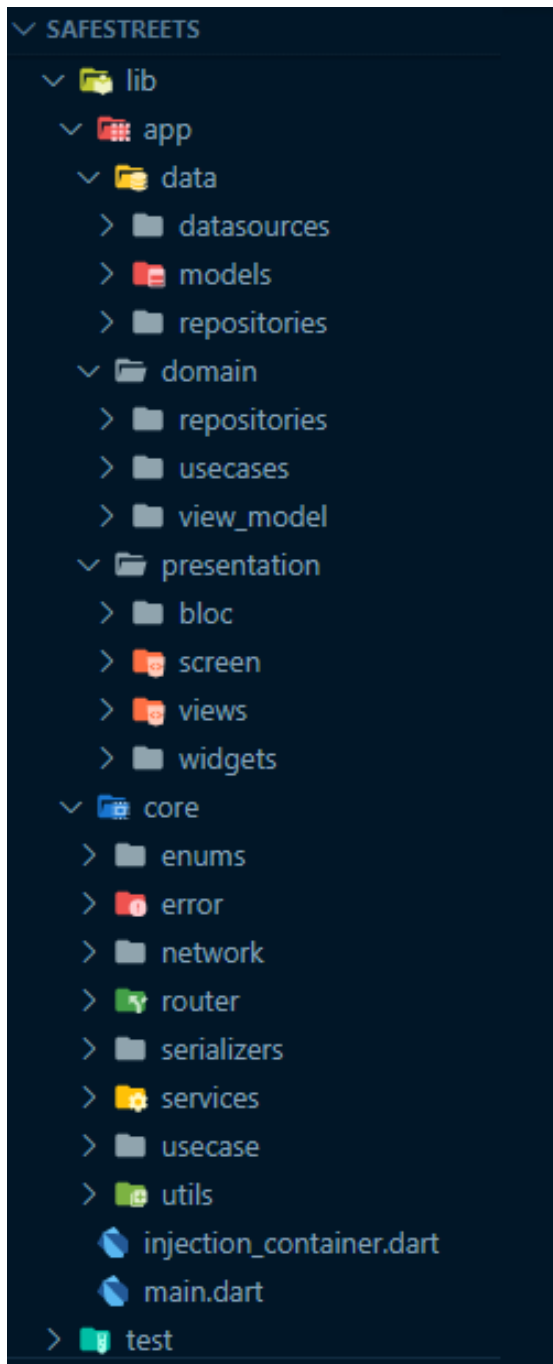 SAFESTREETS
lib
app
data
datasources
models
repositories
domain
repositories
usecases
view_model
presentation
bloc
screen
views
widgets
core
enums
error
network
router
serializers
services
usecase
utils
injection_container.dart
main.dart
test